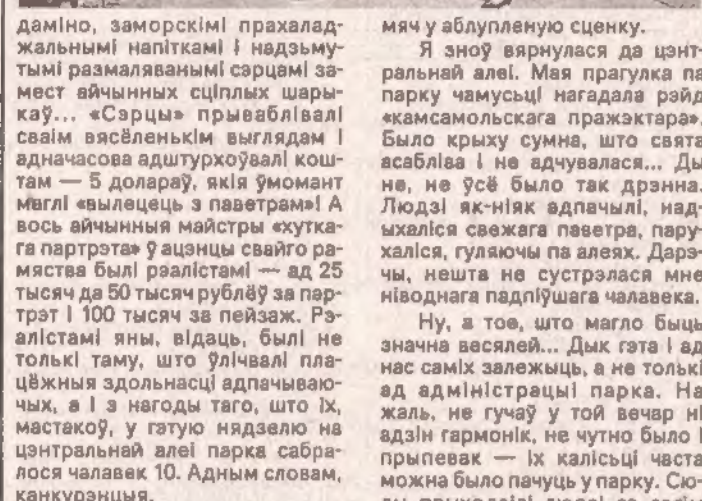 даміно, заморскімі прахалад-
жальнымі напіткамі і надзьму-
тымі размаляванымі сэрцамі за-
мест айчынных сціплых шары-
каў... «Сэрцы» прываблівалі
сваім вясёленькім выглядам і
адначасова адштурхоўвалі кош-
там — 5 долараў, якія ўмомант
маглі «вылецець з паветрам»! А
вось айчынныя майстры «хутка-
га партрэта» ў ацэнцы свайго ра-
мяства былі рэалістамі — ад 25
тысяч да 50 тысяч рублёў за пар-
трэт і 100 тысяч за пейзаж. Рэ-
алістамі яны, відаць, былі не
толькі таму, што ўлічвалі пла-
цёжныя здольнасці адпачываю-
чых, а і з нагоды таго, што іх,
мастакоў, у гэтую нядзелю на
цэнтральнай алеі парка сабра-
лося чалавек 10. Адным словам,
канкурэнцыя.
мяч у аблупленую сценку.
Я зноў вярнулася да цэнт-
ральнай алеі. Мая прагулка па
парку чамусьці нагадала рэйд
«камсамольскага пражэктара».
Было крыху сумна, што свята
асабліва і не адчувалася... Ды
не, не ўсё было так дрэнна.
Людзі як-ніяк адпачылі, над-
ыхаліся свежага паветра, пару-
халіся, гуляючы па алеях. Дарэ-
чы, нешта не сустрэлася мне
ніводнага падпіўшага чалавека.
Ну, а тое, што магло быць
значна весялей... Дык гэта і ад
нас саміх залежыць, а не толькі
ад адміністрацыі парка. На
жаль, не гучаў у той вечар ні
адзін гармонік, не чутно было і
прыпевак — іх калісьці часта
можна было пачуць у парку. Сю-